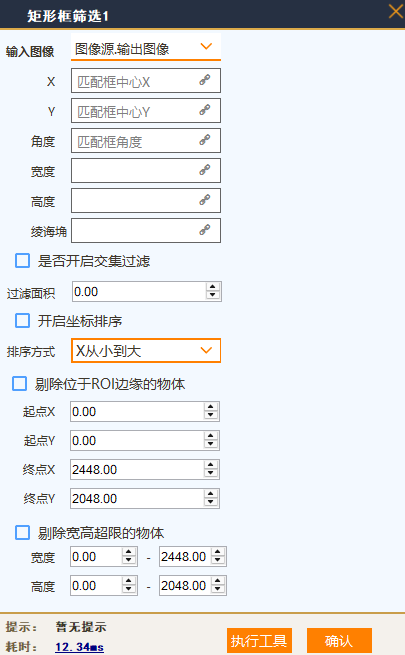 矩形框筛选1
输入图像 图像源.输出图像
X 匹配框中心X
Y 匹配框中心Y
角度 匹配框角度
宽度
高度
绫海埆
是否开启交集过滤
过滤面积 0.00
开启坐标排序
排序方式 X从小到大
剔除位于ROI边缘的物体
起点X 0.00
起点Y 0.00
终点X 2448.00
终点Y 2048.00
剔除宽高超限的物体
宽度 0.00 - 2448.00
高度 0.00 - 2048.00
提示： 暂无提示
耗时： 12.34ms
执行工具 确认